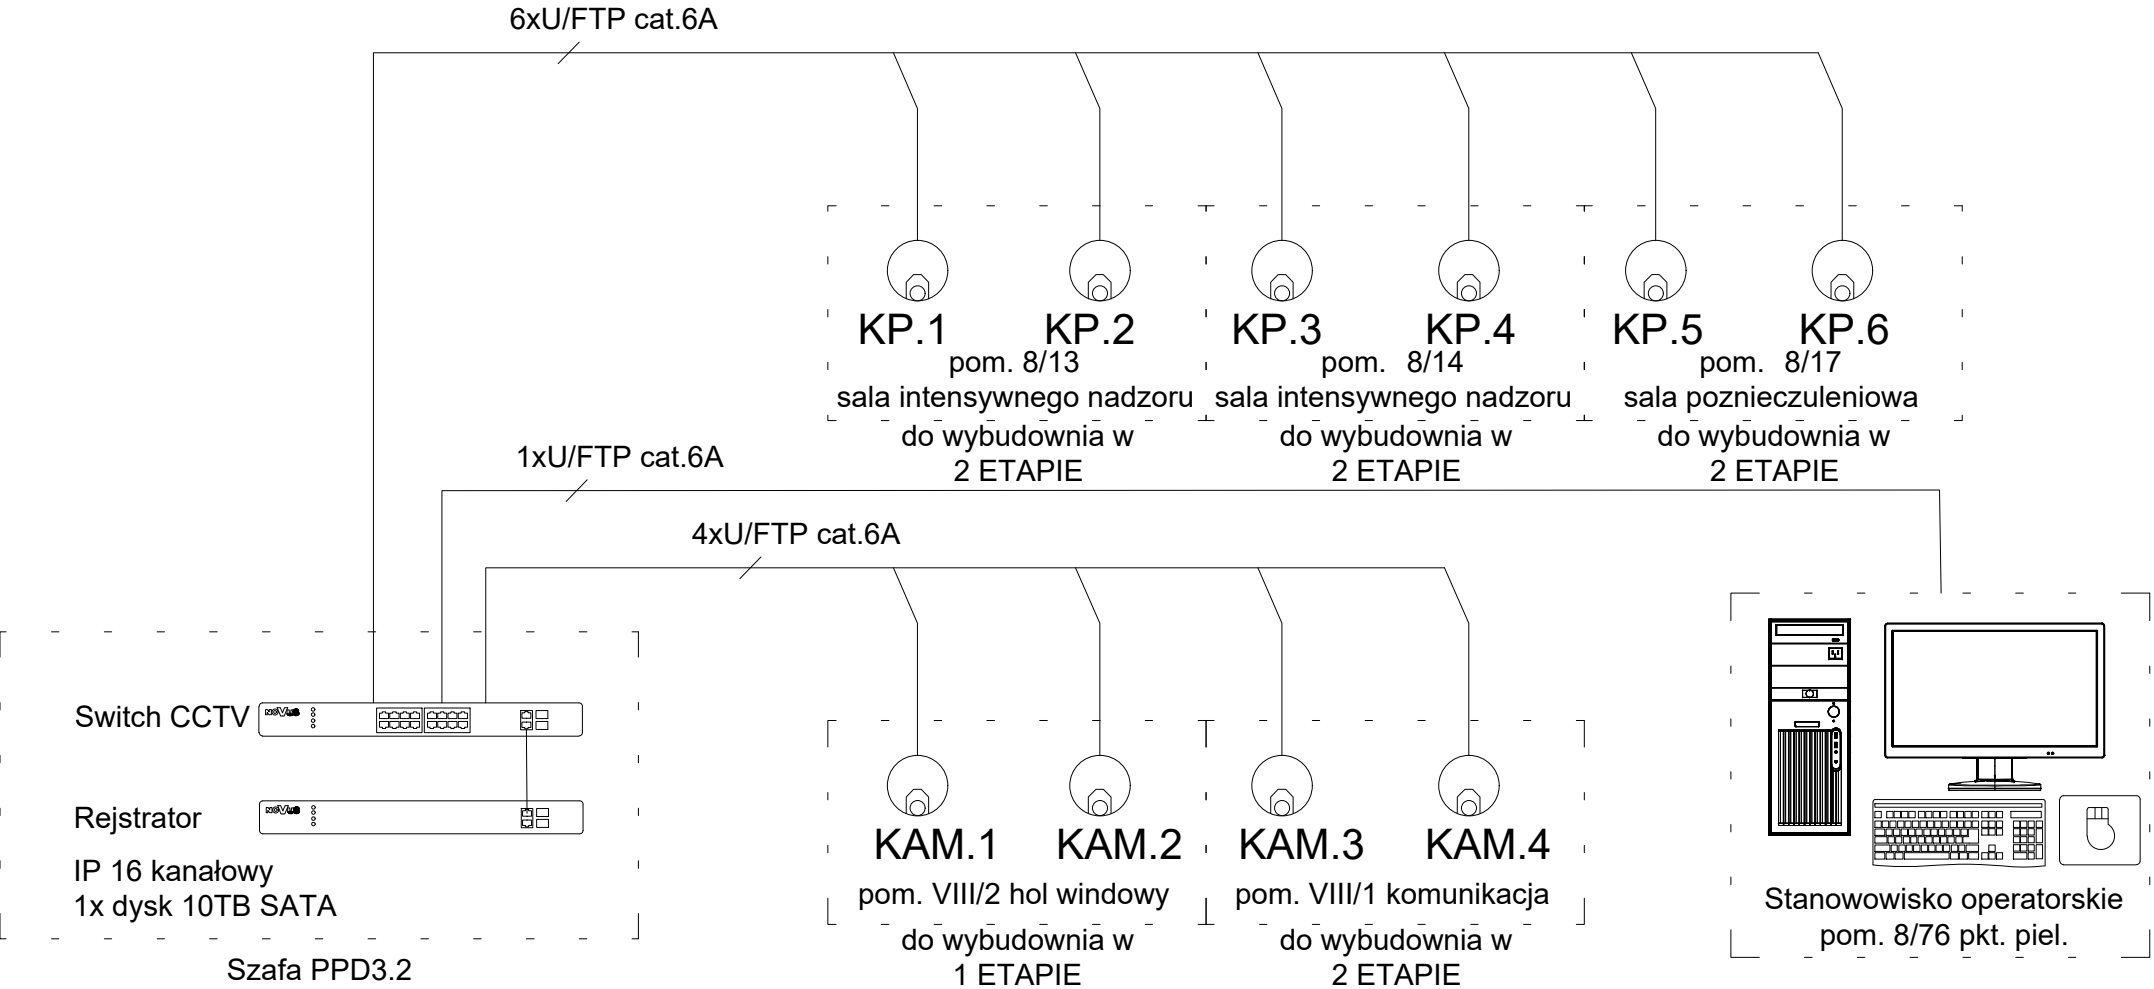 6xU/FTP cat.6A
KP.1
KP.2
KP.3
KP.4
KP.5
KP.6
pom. 8/13
sala intensywnego nadzoru
do wybudownia w
2 ETAPIE
pom. 8/14
sala intensywnego nadzoru
do wybudownia w
2 ETAPIE
pom. 8/17
sala poznieczuleniowa
do wybudownia w
2 ETAPIE
1xU/FTP cat.6A
4xU/FTP cat.6A
Switch CCTV
NOVUS
Rejstrator
NOVUS
IP 16 kanałowy
1x dysk 10TB SATA
Szafa PPD3.2
KAM.1
KAM.2
KAM.3
KAM.4
pom. VIII/2 hol windowy
do wybudownia w
1 ETAPIE
pom. VIII/1 komunikacja
do wybudownia w
2 ETAPIE
Stanowowisko operatorskie
pom. 8/76 pkt. piel.